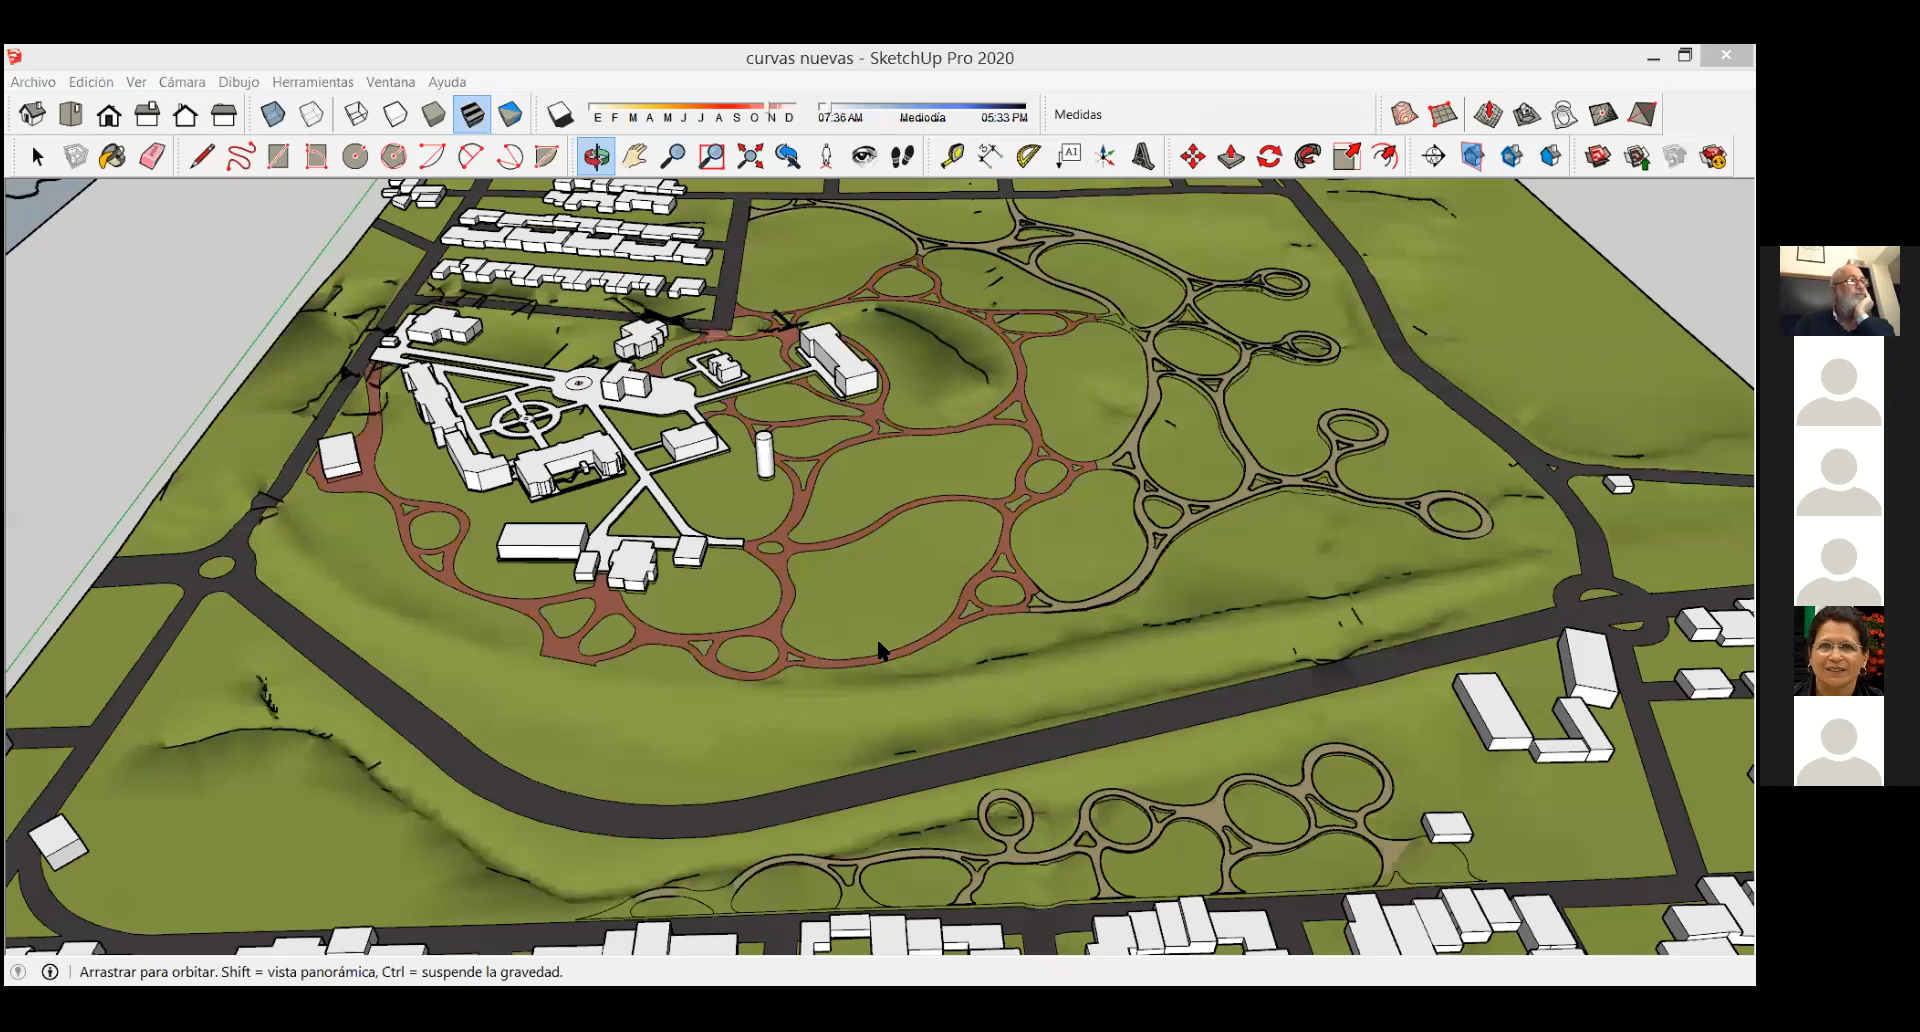 curvas nuevas - SketchUp Pro 2020
Archivo Edición Ver Cámara Dibujo Herramientas Ventana Ayuda
E F M A M J J A S O N D
07:36 AM Mediodía 05:33 PM
Medidas
A1
Arrastrar para orbitar. Shift = vista panorámica, Ctrl = suspende la gravedad.